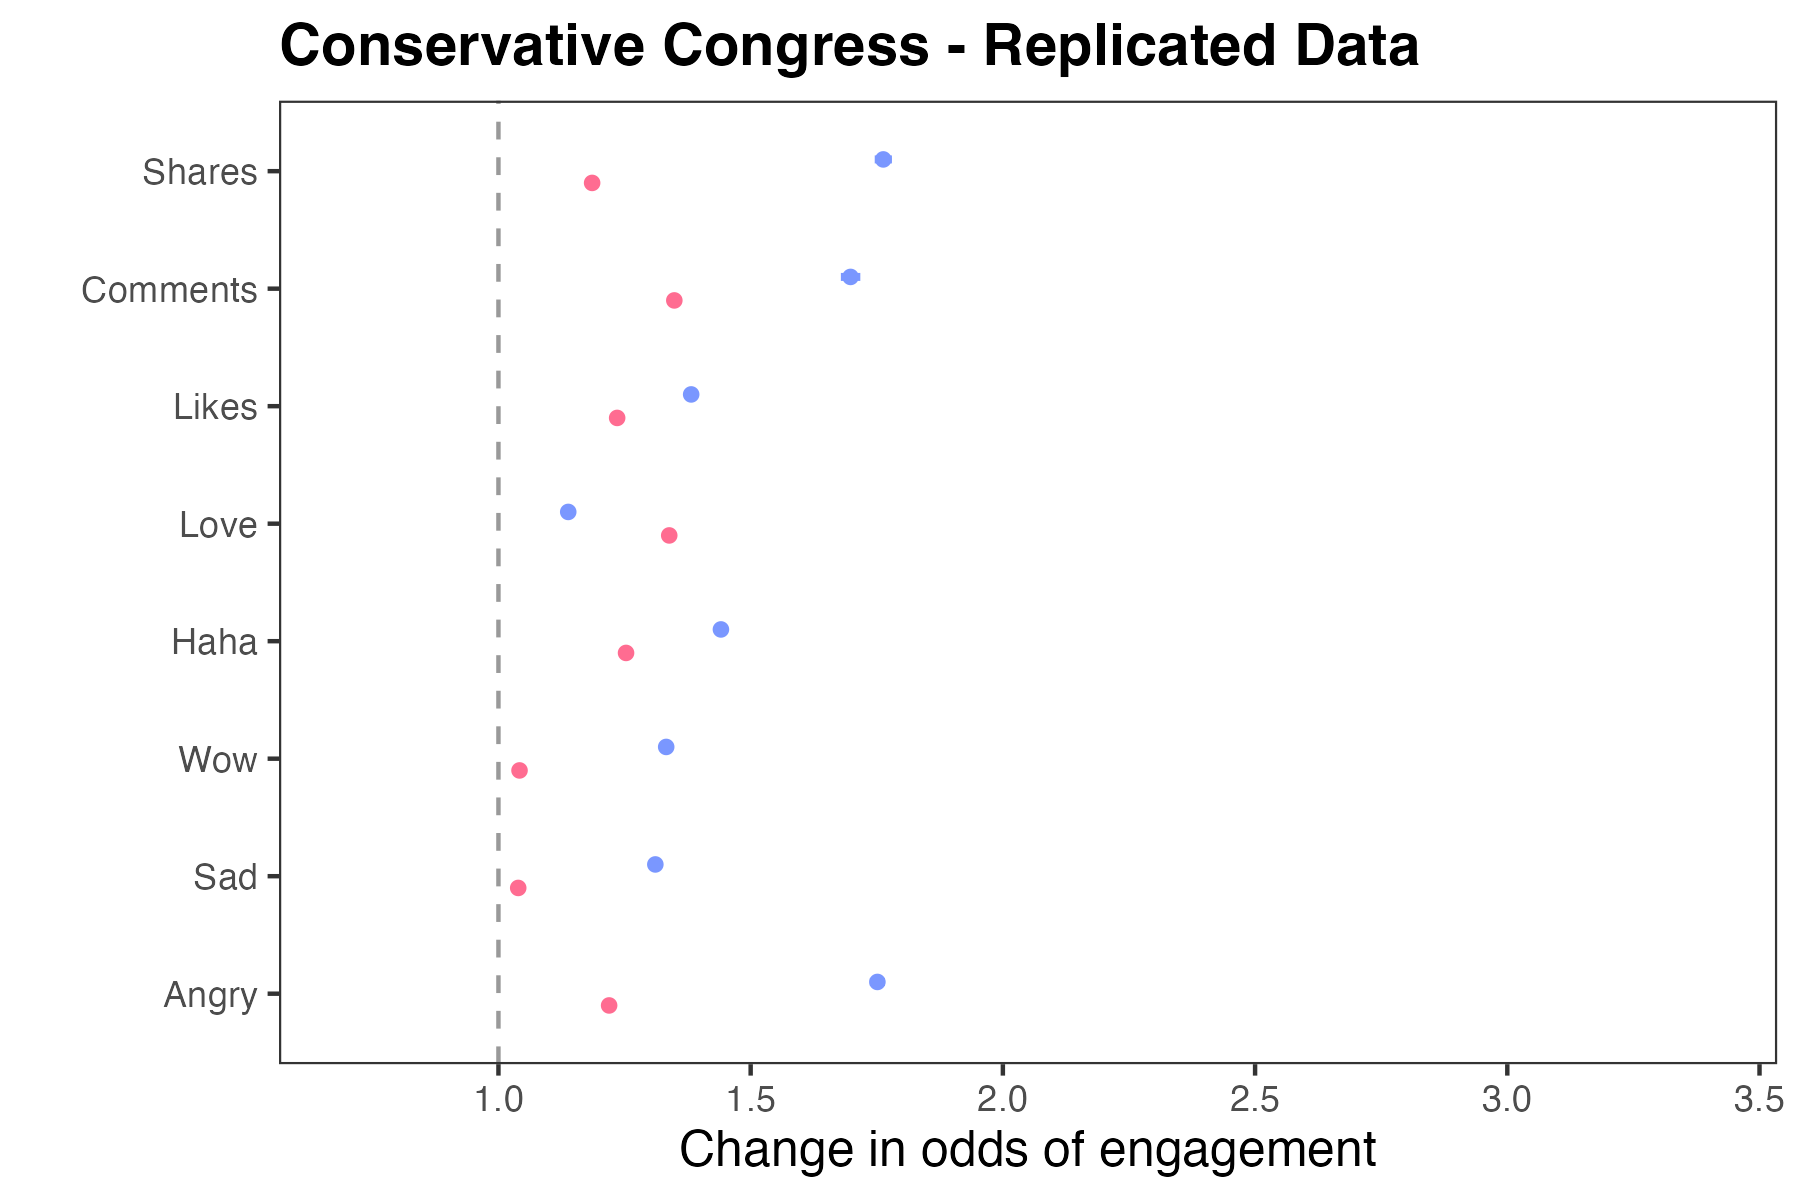 Conservative Congress - Replicated Data
Shares
Comments
Likes
Love
Haha
Wow
Sad
Angry
1.0 1.5 2.0 2.5 3.0 3.5
Change in odds of engagement